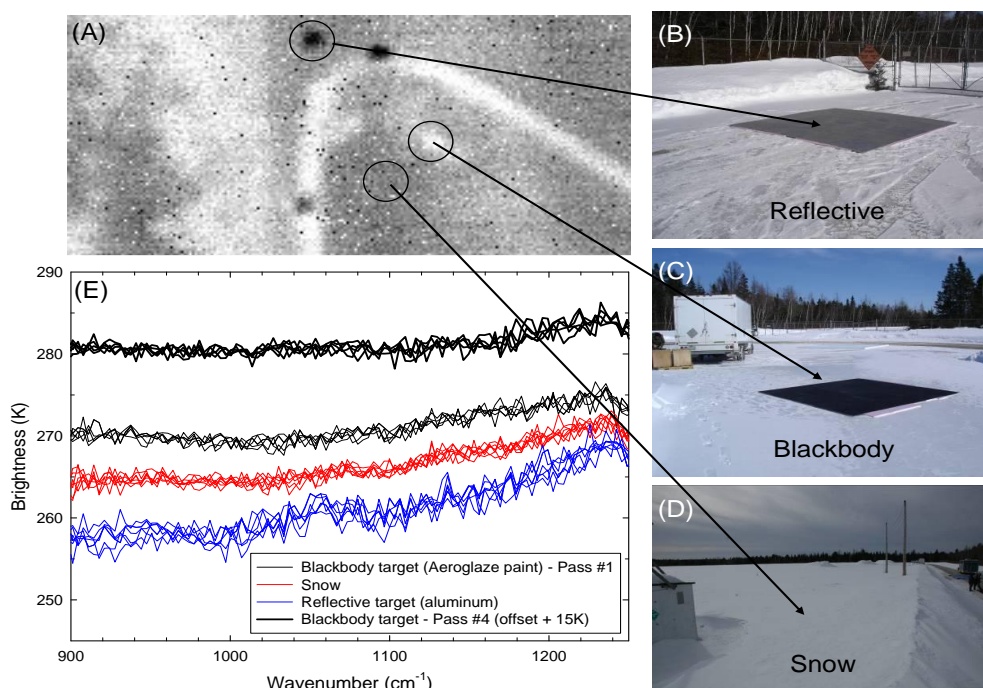 (A)
(B)
Reflective
(C)
Blackbody
(D)
Snow
(E)
290
280
270
260
250
Brightness (K)
Blackbody target (Aeroglaze paint) - Pass #1
Snow
Reflective target (aluminum)
Blackbody target - Pass #4 (offset + 15K)
900
1000
1100
1200
Wavenumber (cm-1)